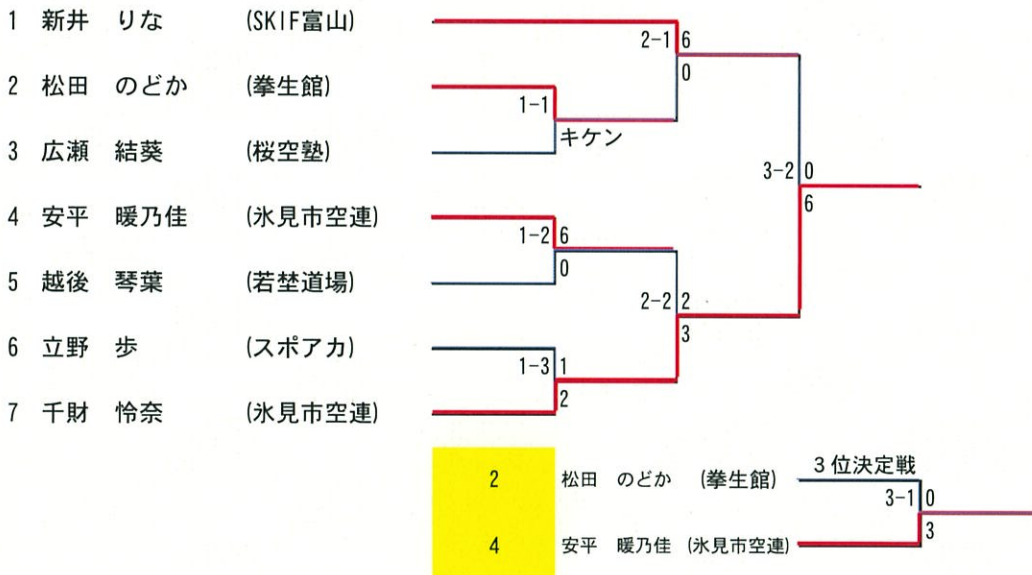 1 新井 りな (SKIF富山)
2-1 6
0
2 松田 のどか (拳生館)
1-1
キケン
3 広瀬 結葵 (桜空塾)
3-2 0
6
4 安平 暖乃佳 (氷見市空連)
1-2 6
0
5 越後 琴葉 (若埜道場)
2-2 2
3
6 立野 歩 (スポアカ)
1-3 1
2
7 千財 怜奈 (氷見市空連)
3位決定戦
2 松田 のどか (拳生館)
3-1 0
3
4 安平 暖乃佳 (氷見市空連)